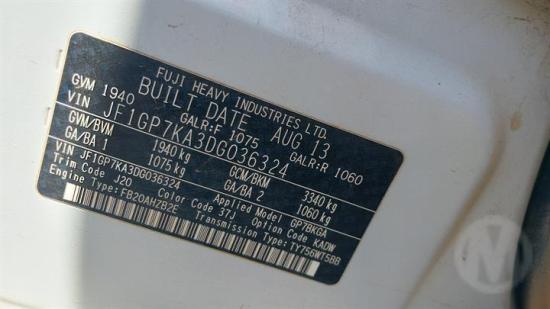 FUJI HEAVY INDUSTRIES LTD.
BUILT DATE AUG 13
GVM 1940 GALR:F 1075 GALR:R 1060
VIN JF1GP7KA3DG036324
GVM/BVM 1940 kg GCM/BKM 3340 kg
GA/BA 1 1075 kg GA/BA 2 1060 kg
VIN JF1GP7KA3DG036324 Applied Model GP7BKGA
Trim Code J20 Color Code 37J Option Code KADW
Engine Type: FB20AHZB2E Transmission Type: TY756WT5BB
M